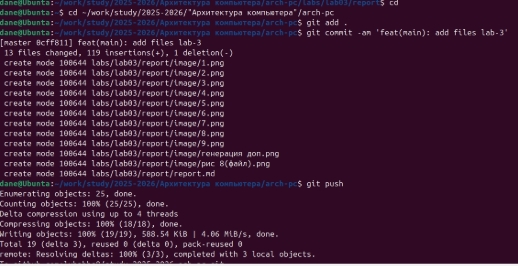 dane@Ubunta:~/work/study/2025-2026/Архитектура компьютера/arch-pc/labs/lab03/report$ cd
dane@Ubunta:~$ cd ~/work/study/2025-2026/"Архитектура компьютера"/arch-pc
dane@Ubunta:~/work/study/2025-2026/Архитектура компьютера/arch-pc$ git add .
dane@Ubunta:~/work/study/2025-2026/Архитектура компьютера/arch-pc$ git commit -am 'feat(main): add files lab-3'
[master 0cff811] feat(main): add files lab-3
13 files changed, 119 insertions(+), 1 deletion(-)
create mode 100644 labs/lab03/report/image/1.png
create mode 100644 labs/lab03/report/image/2.png
create mode 100644 labs/lab03/report/image/3.png
create mode 100644 labs/lab03/report/image/4.png
create mode 100644 labs/lab03/report/image/5.png
create mode 100644 labs/lab03/report/image/6.png
create mode 100644 labs/lab03/report/image/7.png
create mode 100644 labs/lab03/report/image/8.png
create mode 100644 labs/lab03/report/image/9.png
create mode 100644 labs/lab03/report/image/генерация доп.png
create mode 100644 labs/lab03/report/image/рис 8(файл).png
create mode 100644 labs/lab03/report/report.md
dane@Ubunta:~/work/study/2025-2026/Архитектура компьютера/arch-pc$ git push
Enumerating objects: 25, done.
Counting objects: 100% (25/25), done.
Delta compression using up to 4 threads
Compressing objects: 100% (18/18), done.
Writing objects: 100% (19/19), 588.54 KiB | 4.06 MiB/s, done.
Total 19 (delta 3), reused 0 (delta 0), pack-reused 0
remote: Resolving deltas: 100% (3/3), completed with 3 local objects.